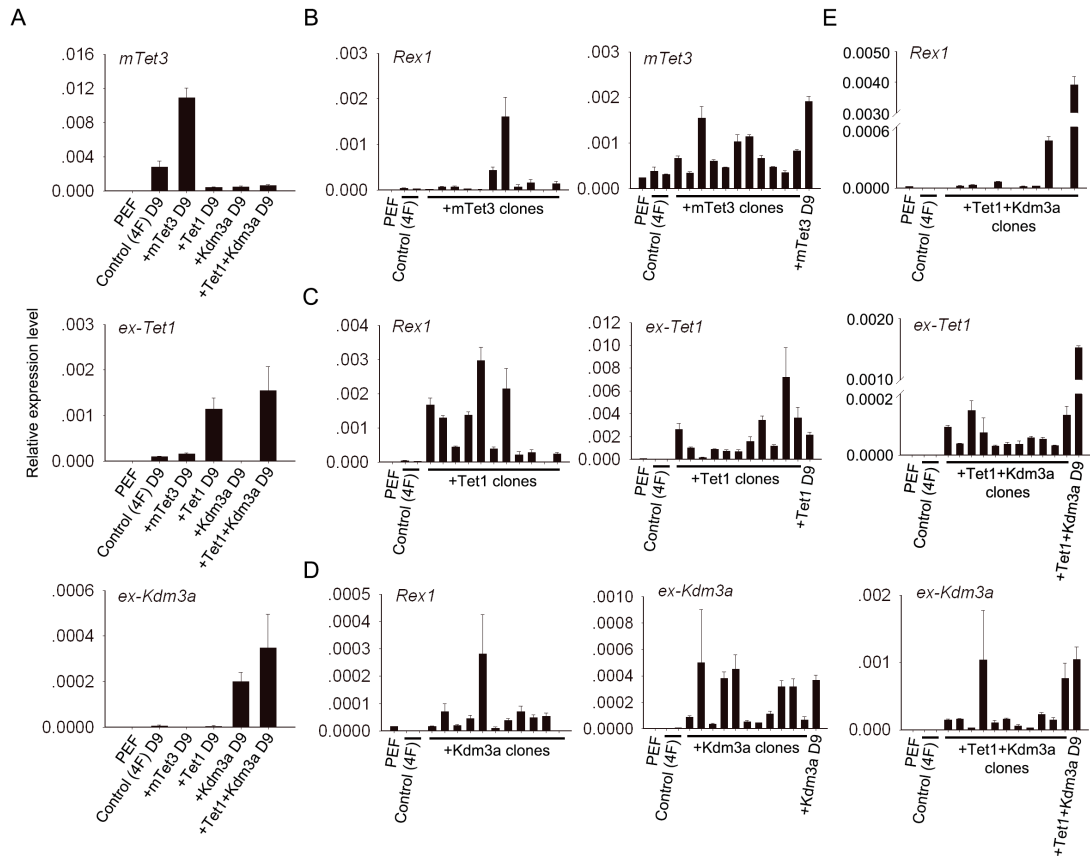 A
B
E
mTet3
.016
.012
.008
.004
0.000
PEF
Control (4F) D9
+mTet3 D9
+Tet1 D9
+Kdm3a D9
+Tet1+Kdm3a D9
Rex1
.003
.002
.001
0.000
PEF
Control (4F)
+mTet3 clones
mTet3
.003
.002
.001
0.000
PEF
Control (4F)
+mTet3 clones
+mTet3 D9
Rex1
0.0050
0.0040
0.0030
0.0006
0.0000
PEF
Control (4F)
+Tet1+Kdm3a
clones
Relative expression level
ex-Tet1
.003
.002
.001
0.000
PEF
Control (4F) D9
+mTet3 D9
+Tet1 D9
+Kdm3a D9
+Tet1+Kdm3a D9
C
Rex1
.004
.003
.002
.001
0.000
PEF
Control (4F)
+Tet1 clones
ex-Tet1
.012
.010
.008
.006
.004
.002
0.000
PEF
Control (4F)
+Tet1 clones
+Tet1 D9
ex-Tet1
0.0020
0.0010
0.0002
0.0000
PEF
Control (4F)
+Tet1+Kdm3a
clones
+Tet1+Kdm3a D9
ex-Kdm3a
.0006
.0004
.0002
0.0000
PEF
Control (4F) D9
+mTet3 D9
+Tet1 D9
+Kdm3a D9
+Tet1+Kdm3a D9
D
Rex1
.0005
.0004
.0003
.0002
.0001
0.0000
PEF
Control (4F)
+Kdm3a clones
ex-Kdm3a
.0010
.0008
.0006
.0004
.0002
0.0000
PEF
Control (4F)
+Kdm3a clones
+Kdm3a D9
ex-Kdm3a
.002
.001
0.000
PEF
Control (4F)
+Tet1+Kdm3a
clones
+Tet1+Kdm3a D9